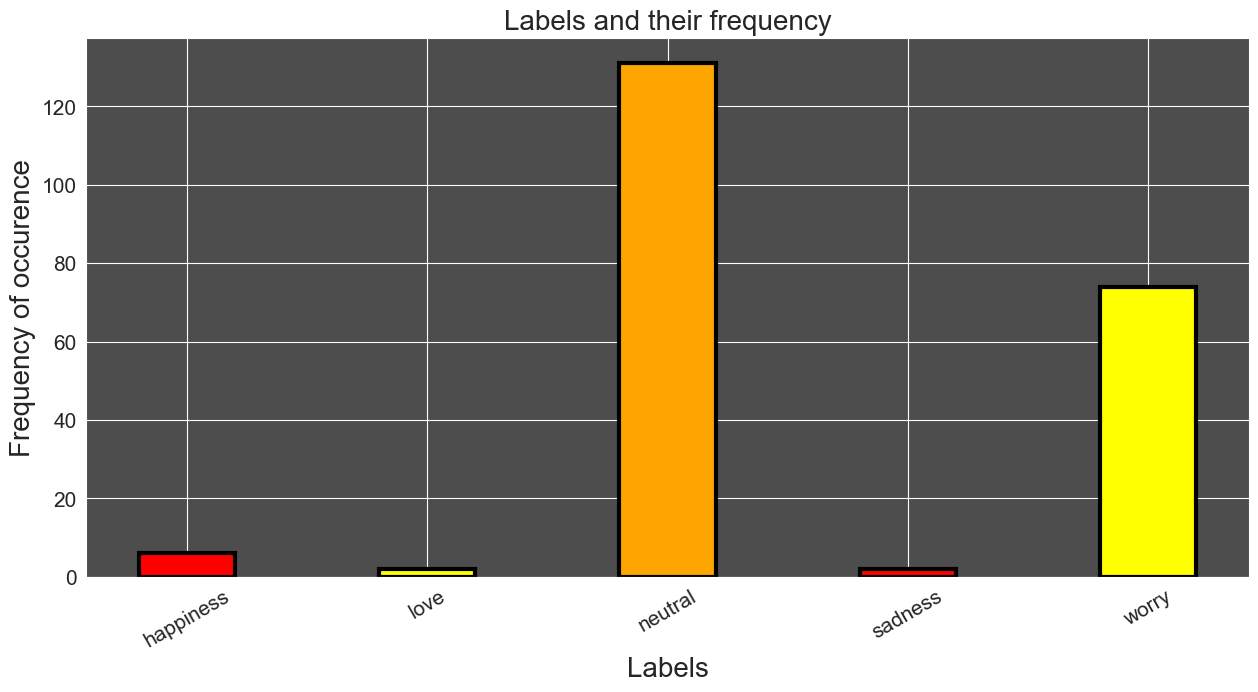 Labels and their frequency
Frequency of occurence
120
100
80
60
40
20
0
happiness
love
neutral
sadness
worry
Labels